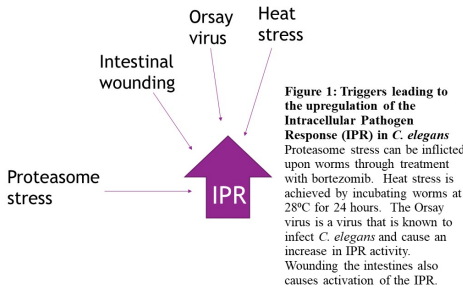 Orsay
virus
Heat
stress
Intestinal
wounding
Proteasome
stress
IPR
Figure 1: Triggers leading to
the upregulation of the
Intracellular Pathogen
Response (IPR) in C. elegans
Proteasome stress can be inflicted
upon worms through treatment
with bortezomib. Heat stress is
achieved by incubating worms at
28⁰C for 24 hours. The Orsay
virus is a virus that is known to
infect C. elegans and cause an
increase in IPR activity.
Wounding the intestines also
causes activation of the IPR.